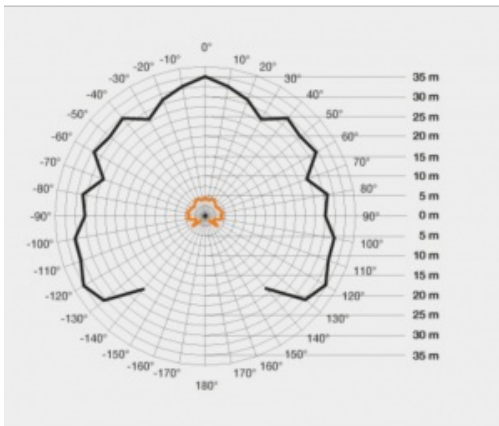 0°
-10° 10°
-20° 20°
-30° 30°
-40° 40°
-50° 50°
-60° 60°
-70° 70°
-80° 80°
-90° 90°
-100° 100°
-110° 110°
-120° 120°
-130° 130°
-140° 140°
-150° 150°
-160° 160°
-170° 170°
180°
35 m
30 m
25 m
20 m
15 m
10 m
5 m
0 m
5 m
10 m
15 m
20 m
25 m
30 m
35 m